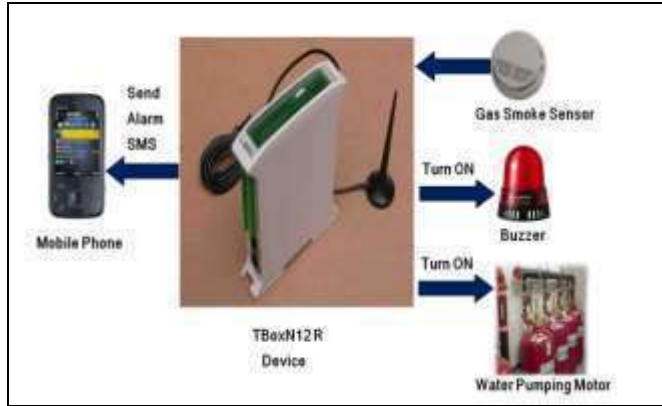 Send
Alarm
SMS
Mobile Phone
Gas Smoke Sensor
Turn ON
Buzzer
Turn ON
Water Pumping Motor
TBoxN12 R
Device